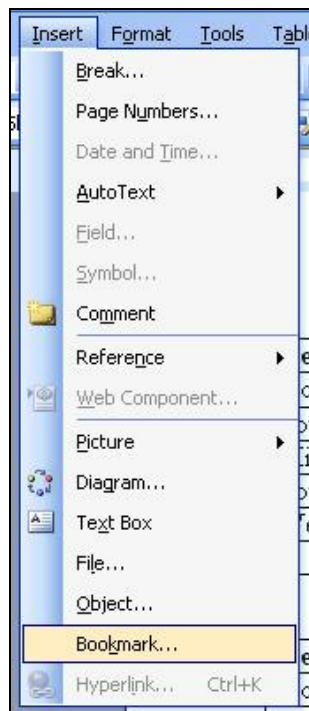 Insert Format Tools Tabl
Break...
Page Numbers...
Date and Time...
AutoText
Field...
Symbol...
Comment
Reference
Web Component...
Picture
Diagram...
Text Box
File...
Object...
Bookmark...
Hyperlink... Ctrl+K